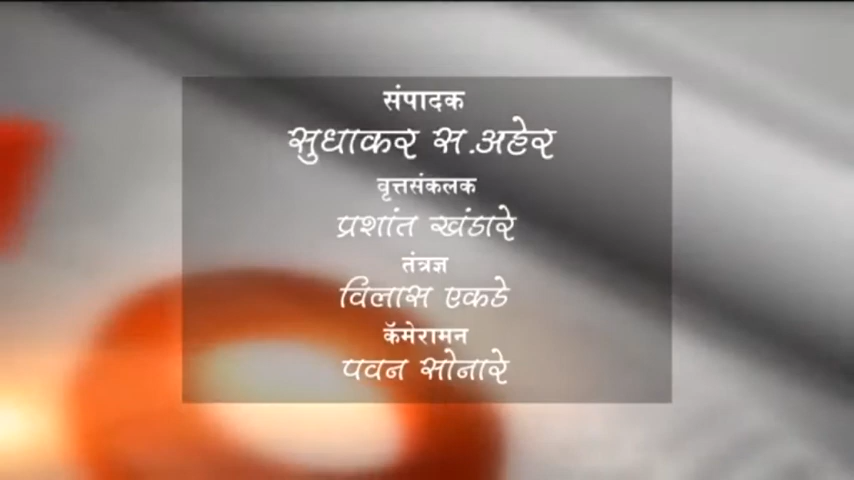 संपादक
सुधाकर स.अहेर
वृत्तसंकलक
प्रशांत खंडारे
तंत्रज्ञ
विलास एकडे
कॅमेरामन
पवन सोनारे